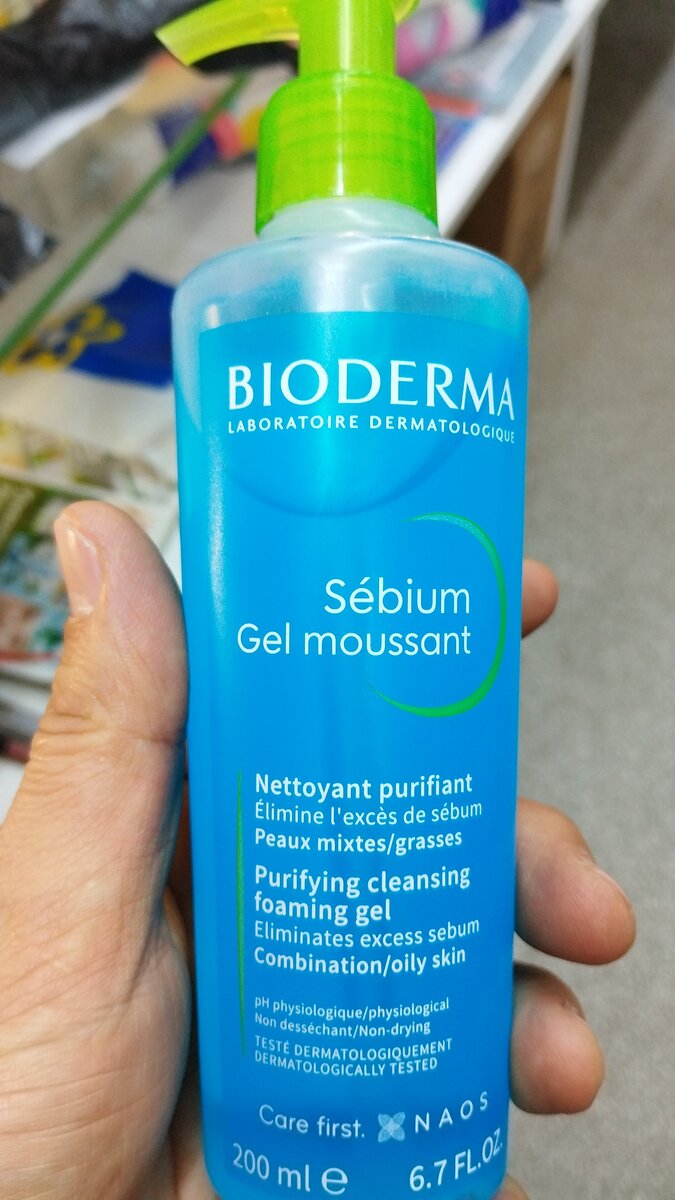 BIODERMA
LABORATOIRE DERMATOLOGIQUE
Sébium
Gel moussant
Nettoyant purifiant
Élimine l'excès de sébum
Peaux mixtes/grasses
Purifying cleansing
foaming gel
Eliminates excess sebum
Combination/oily skin
pH physiologique/physiological
Non desséchant/Non-drying
TESTÉ DERMATOLOGIQUEMENT
DERMATOLOGICALLY TESTED
Care first. NAOS
200 ml ℮ 6.7 FL.OZ.